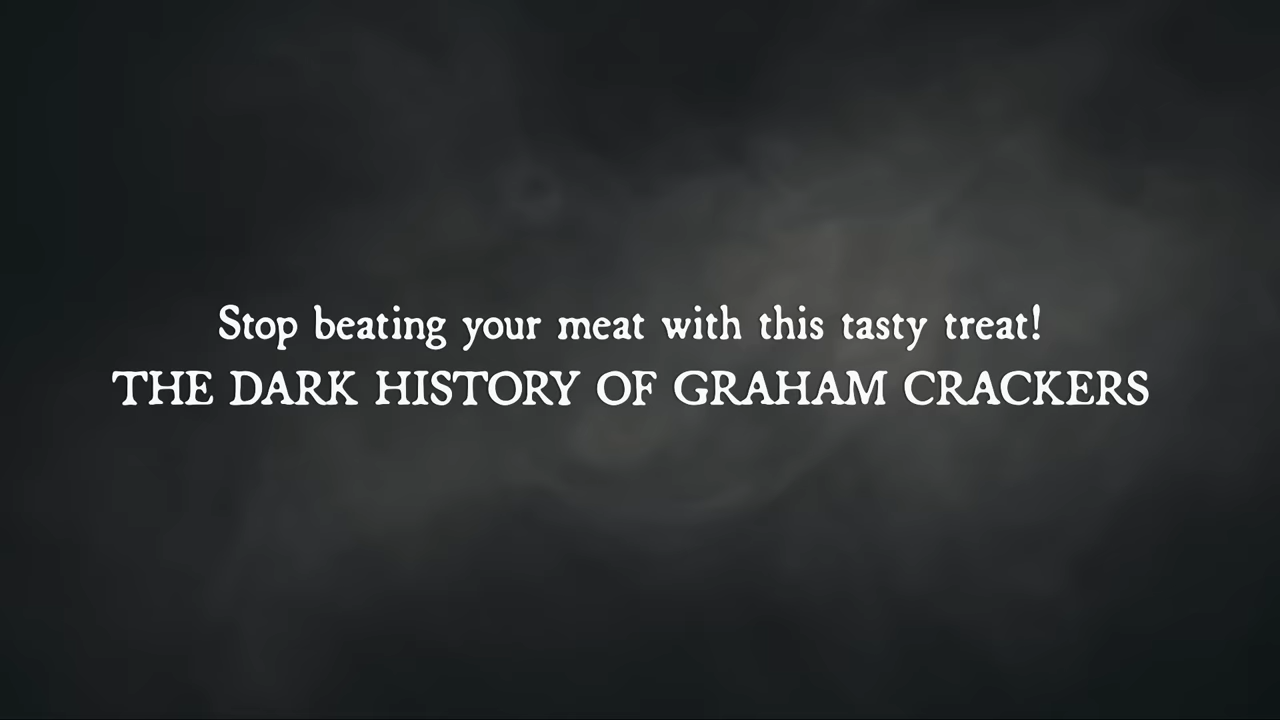 Stop beating your meat with this tasty treat!
THE DARK HISTORY OF GRAHAM CRACKERS